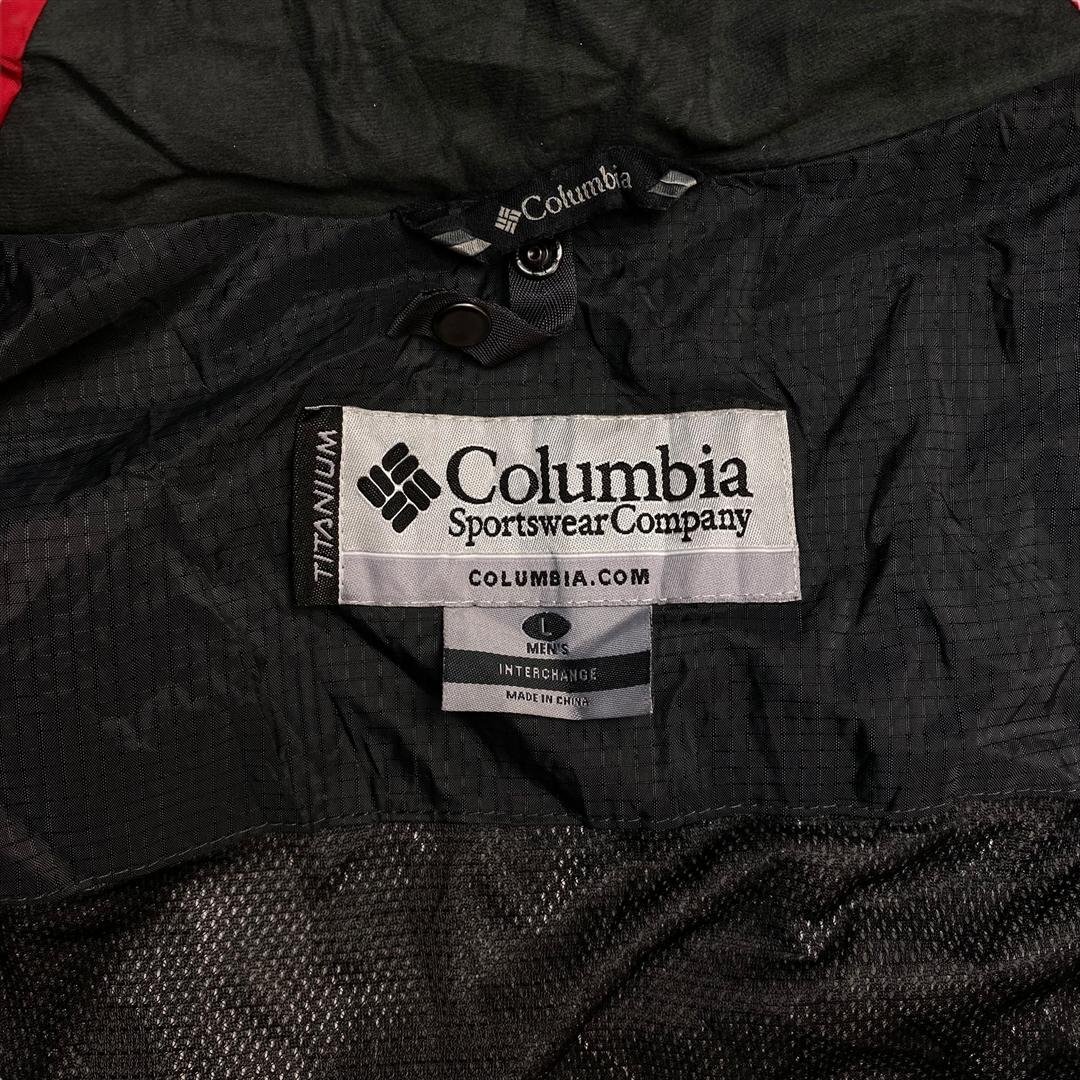 Columbia
TITANIUM
Columbia
Sportswear Company
COLUMBIA.COM
L
MEN'S
INTERCHANGE
MADE IN CHINA